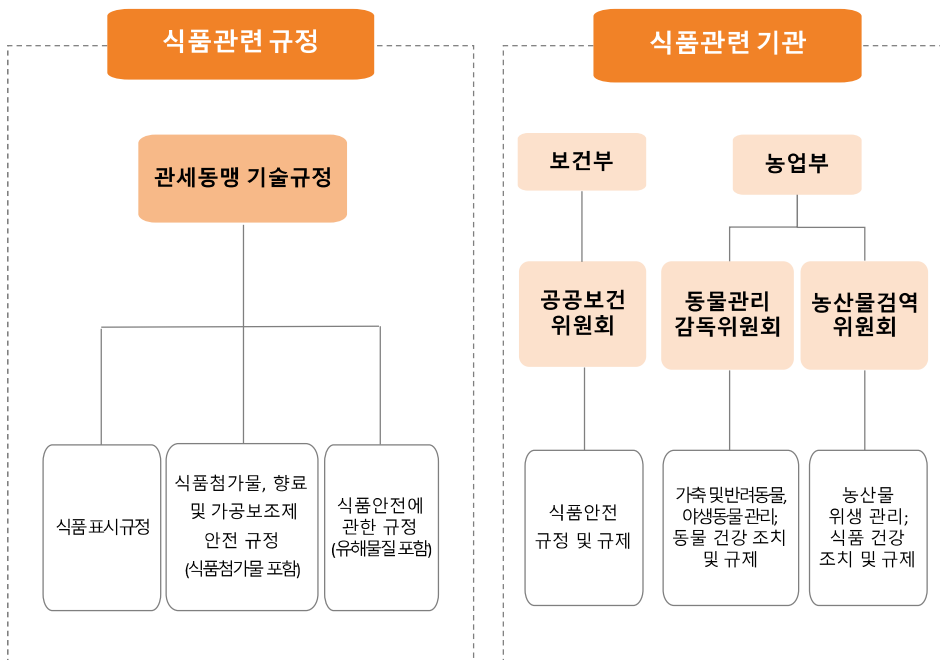 식품관련 규정
관세동맹 기술규정
식품 표시규정
식품첨가물, 향료
및 가공보조제
안전 규정
(식품첨가물 포함)
식품안전에
관한 규정
(유해물질 포함)
식품관련 기관
보건부
농업부
공공보건
위원회
동물관리
감독위원회
농산물검역
위원회
식품안전
규정 및 규제
가축 및반려동물,
야생동물 관리;
동물 건강 조치
및 규제
농산물
위생 관리;
식품 건강
조치 및 규제